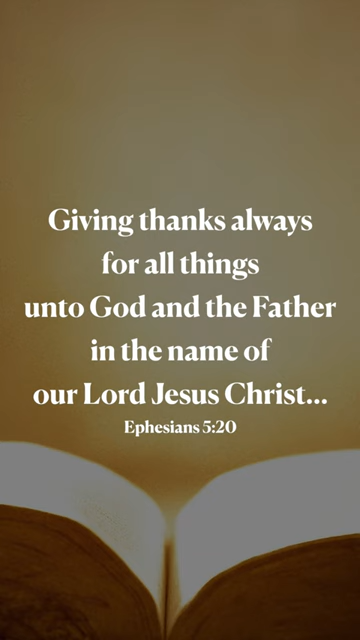 Giving thanks always
for all things
unto God and the Father
in the name of
our Lord Jesus Christ...
Ephesians 5:20